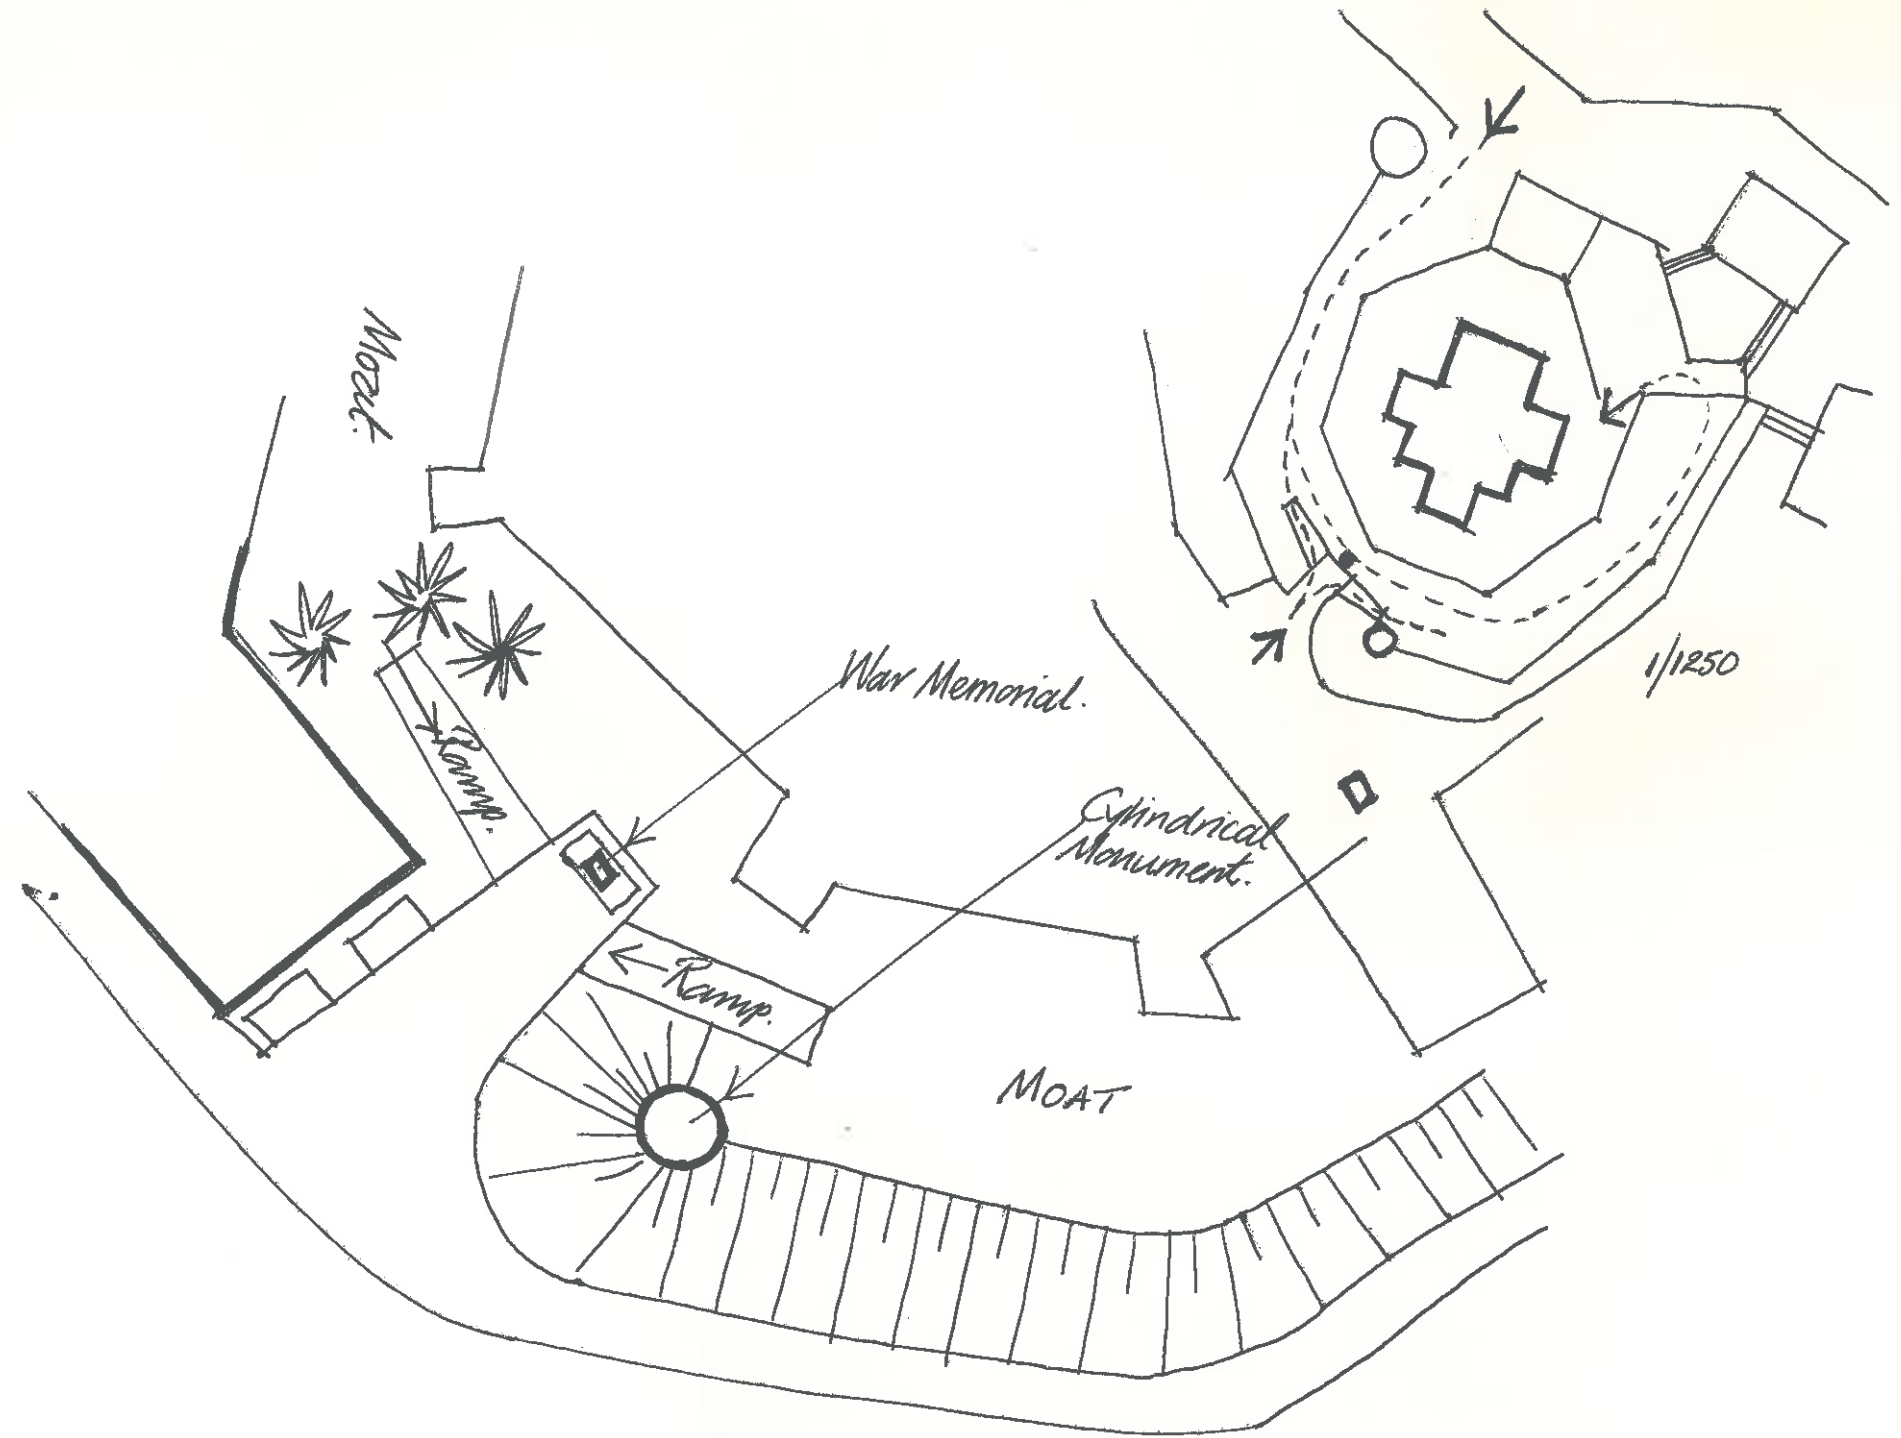 Moat.
War Memorial.
1/1250
Ramp.
Cylindrical
Monument.
Ramp.
MOAT